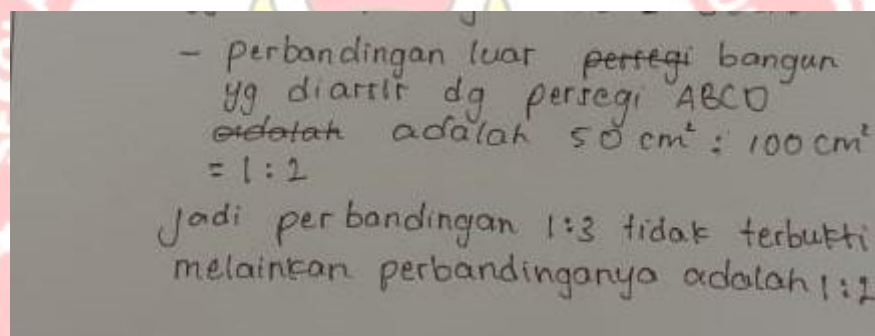 - perbandingan luas persegi bangun
yg diarsir dg persegi ABCD
adalah adalah 50 cm² : 100 cm²
= 1 : 2
Jadi perbandingan 1:3 tidak terbukti
melainkan perbandinganya adalah 1:2